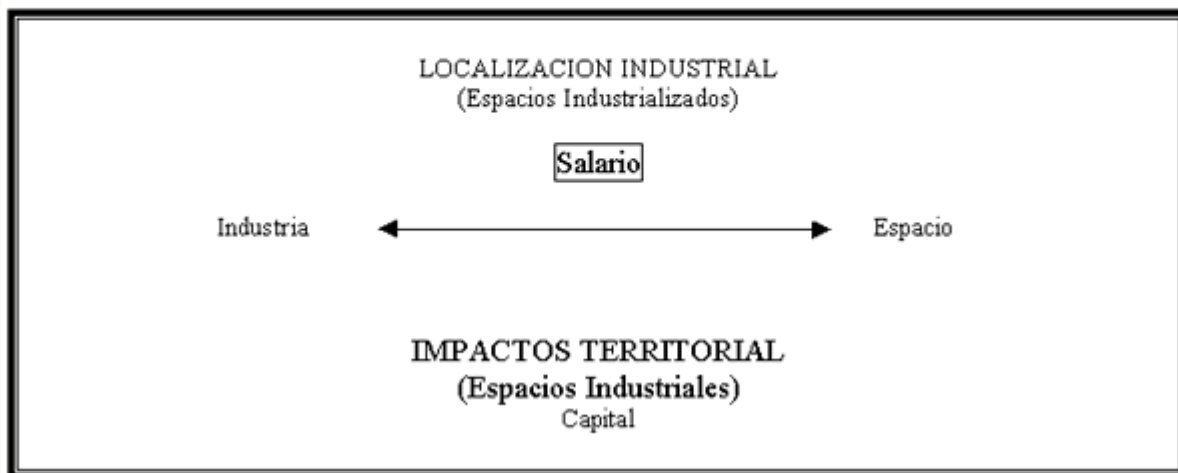 LOCALIZACION INDUSTRIAL
(Espacios Industrializados)
Salario
Industria Espacio
IMPACTOS TERRITORIAL
(Espacios Industriales)
Capital